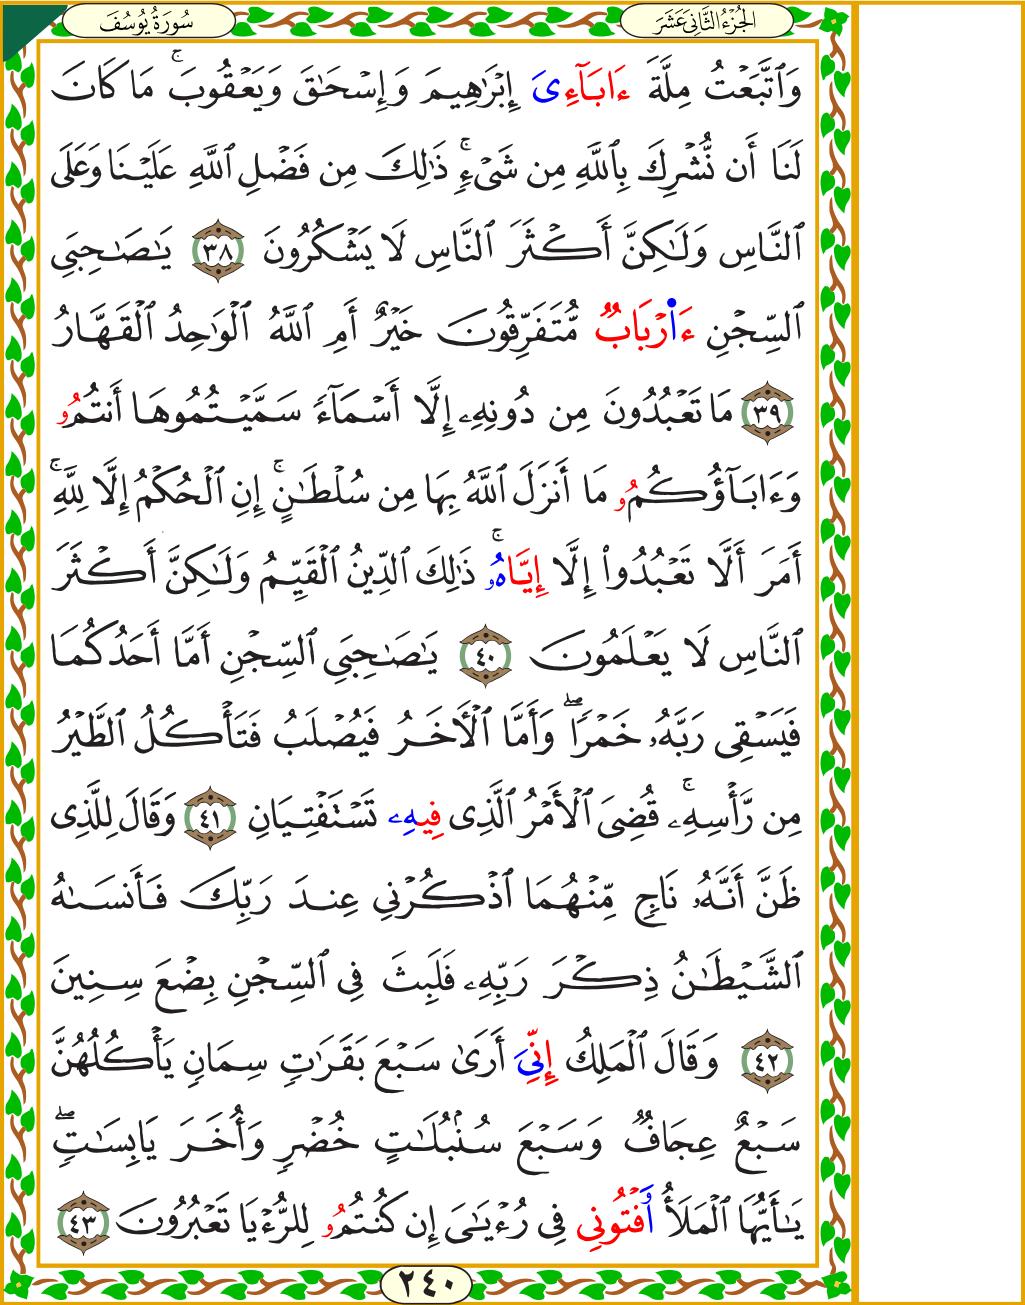 الجُزْءُ الثَّانِي عَشَرَ
سُورَةُ يُوسُفَ
وَٱتَّبَعْتُ مِلَّةَ ءَابَآءِىَ إِبْرَٰهِيمَ وَإِسْحَٰقَ وَيَعْقُوبَ ۚ مَا كَانَ
لَنَا أَن نُّشْرِكَ بِٱللَّهِ مِن شَىْءٍ ۚ ذَٰلِكَ مِن فَضْلِ ٱللَّهِ عَلَيْنَا وَعَلَى
ٱلنَّاسِ وَلَٰكِنَّ أَكْثَرَ ٱلنَّاسِ لَا يَشْكُرُونَ ٣٨ يَٰصَٰحِبَىِ
ٱلسِّجْنِ ءَا۬رْبَابٌ مُّتَفَرِّقُونَ خَيْرٌ أَمِ ٱللَّهُ ٱلْوَٰحِدُ ٱلْقَهَّارُ
٣٩ مَا تَعْبُدُونَ مِن دُونِهِۦ إِلَّا أَسْمَآءً سَمَّيْتُمُوهَا أَنتُمُۥ
وَءَابَآؤُكُمُۥ مَا أَنزَلَ ٱللَّهُ بِهَا مِن سُلْطَٰنٍ ۚ إِنِ ٱلْحُكْمُ إِلَّا لِلَّهِ ۚ
أَمَرَ أَلَّا تَعْبُدُوا۟ إِلَّا إِيَّاهُۥ ۚ ذَٰلِكَ ٱلدِّينُ ٱلْقَيِّمُ وَلَٰكِنَّ أَكْثَرَ
ٱلنَّاسِ لَا يَعْلَمُونَ ٤٠ يَٰصَٰحِبَىِ ٱلسِّجْنِ أَمَّا أَحَدُكُمَا
فَيَسْقِى رَبَّهُۥ خَمْرًا ۖ وَأَمَّا ٱلْأَخَرُ فَيُصْلَبُ فَتَأْكُلُ ٱلطَّيْرُ
مِن رَّأْسِهِۦ ۚ قُضِىَ ٱلْأَمْرُ ٱلَّذِى فِيهِۦ تَسْتَفْتِيَانِ ٤١ وَقَالَ لِلَّذِى
ظَنَّ أَنَّهُۥ نَاجٍ مِّنْهُمَا ٱذْكُرْنِى عِندَ رَبِّكَ فَأَنسَىٰهُ
ٱلشَّيْطَٰنُ ذِكْرَ رَبِّهِۦ فَلَبِثَ فِى ٱلسِّجْنِ بِضْعَ سِنِينَ
٤٢ وَقَالَ ٱلْمَلِكُ إِنِّىَ أَرَىٰ سَبْعَ بَقَرَٰتٍ سِمَانٍ يَأْكُلُهُنَّ
سَبْعٌ عِجَافٌ وَسَبْعَ سُنۢبُلَٰتٍ خُضْرٍ وَأُخَرَ يَابِسَٰتٍ ۖ
يَٰأَيُّهَا ٱلْمَلَأُ وَفْتُونِى فِى رُءْيَٰىَ إِن كُنتُمُۥ لِلرُّءْيَا تَعْبُرُونَ ٤٣
٢٤٠